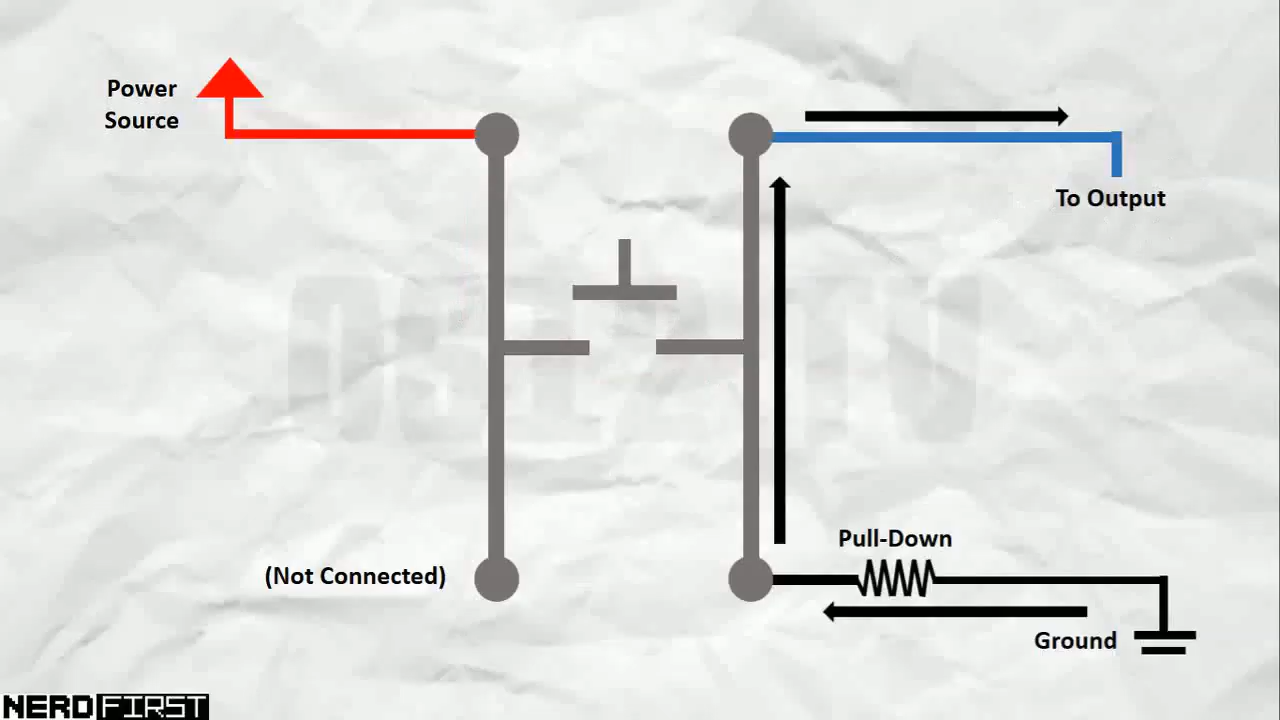 Power
Source
To Output
Pull-Down
(Not Connected)
Ground
NERDFIRST